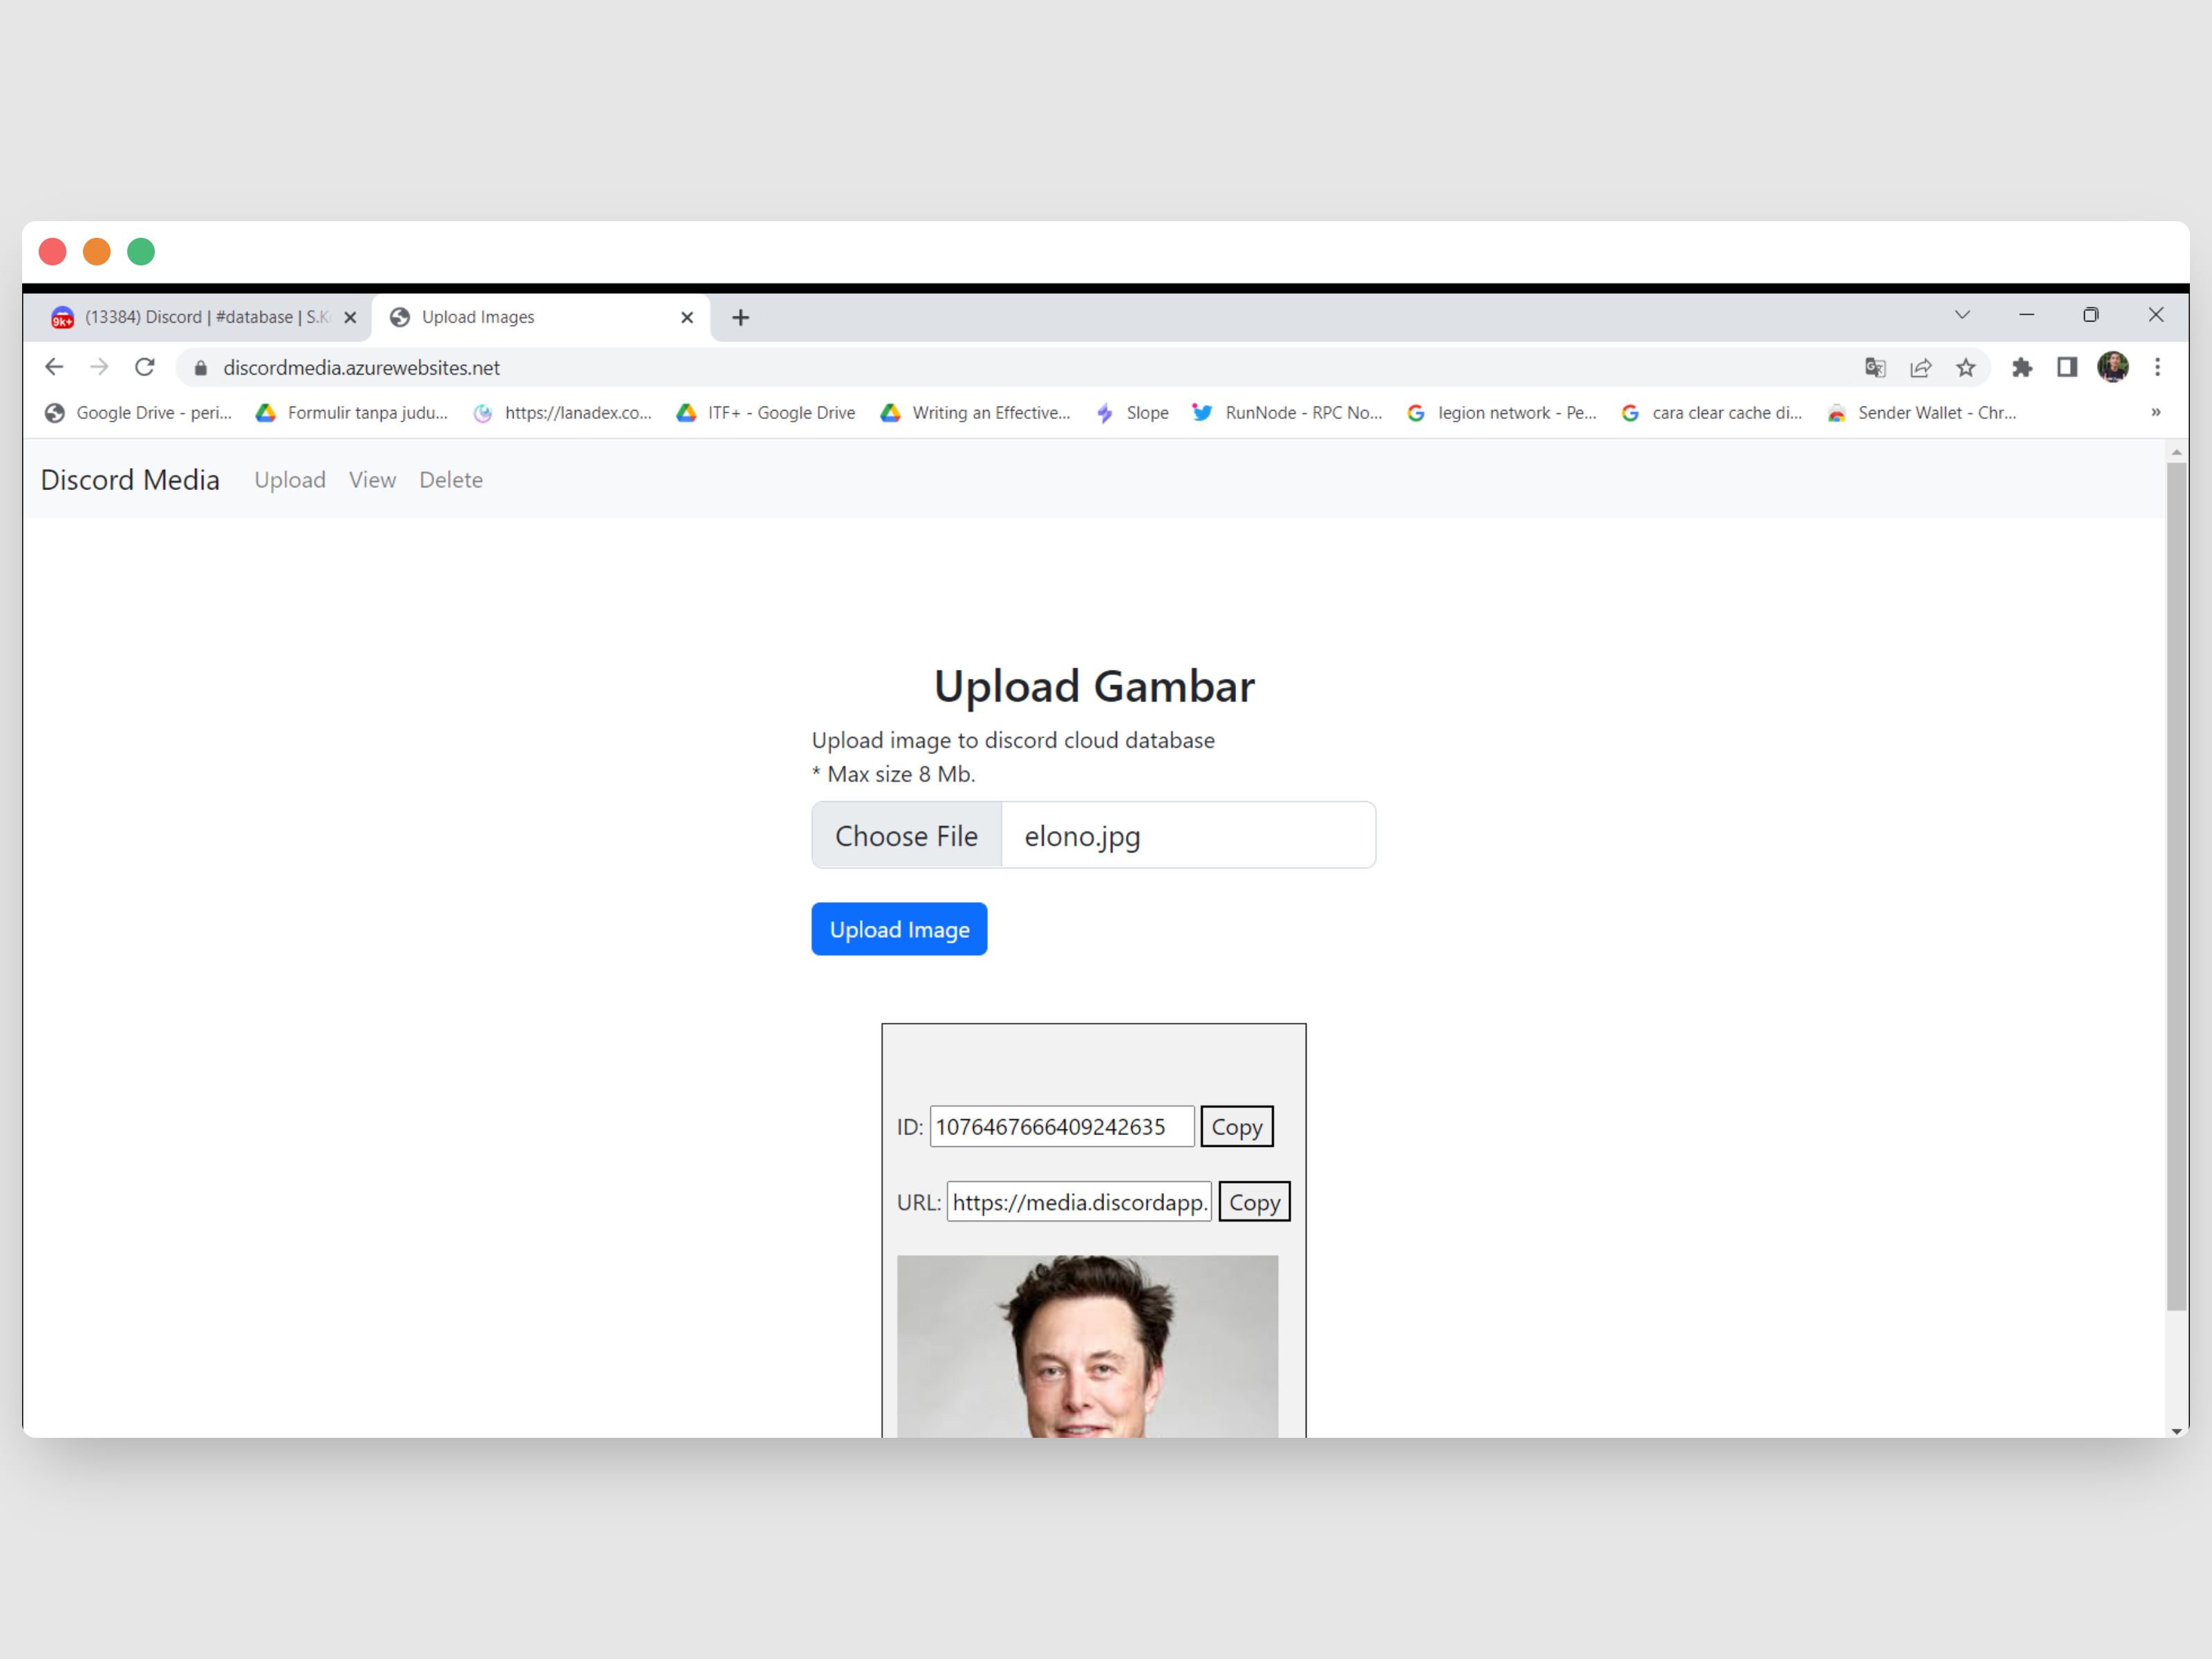 9k+ (13384) Discord | #database | S.K
Upload Images
discordmedia.azurewebsites.net
Google Drive - peri...
Formulir tanpa judu...
https://lanadex.co...
ITF+ - Google Drive
Writing an Effective...
Slope
RunNode - RPC No...
legion network - Pe...
cara clear cache di...
Sender Wallet - Chr...
»
Discord Media
Upload
View
Delete
Upload Gambar
Upload image to discord cloud database
* Max size 8 Mb.
Choose File elono.jpg
Upload Image
ID: 1076467666409242635 Copy
URL: https://media.discordapp. Copy